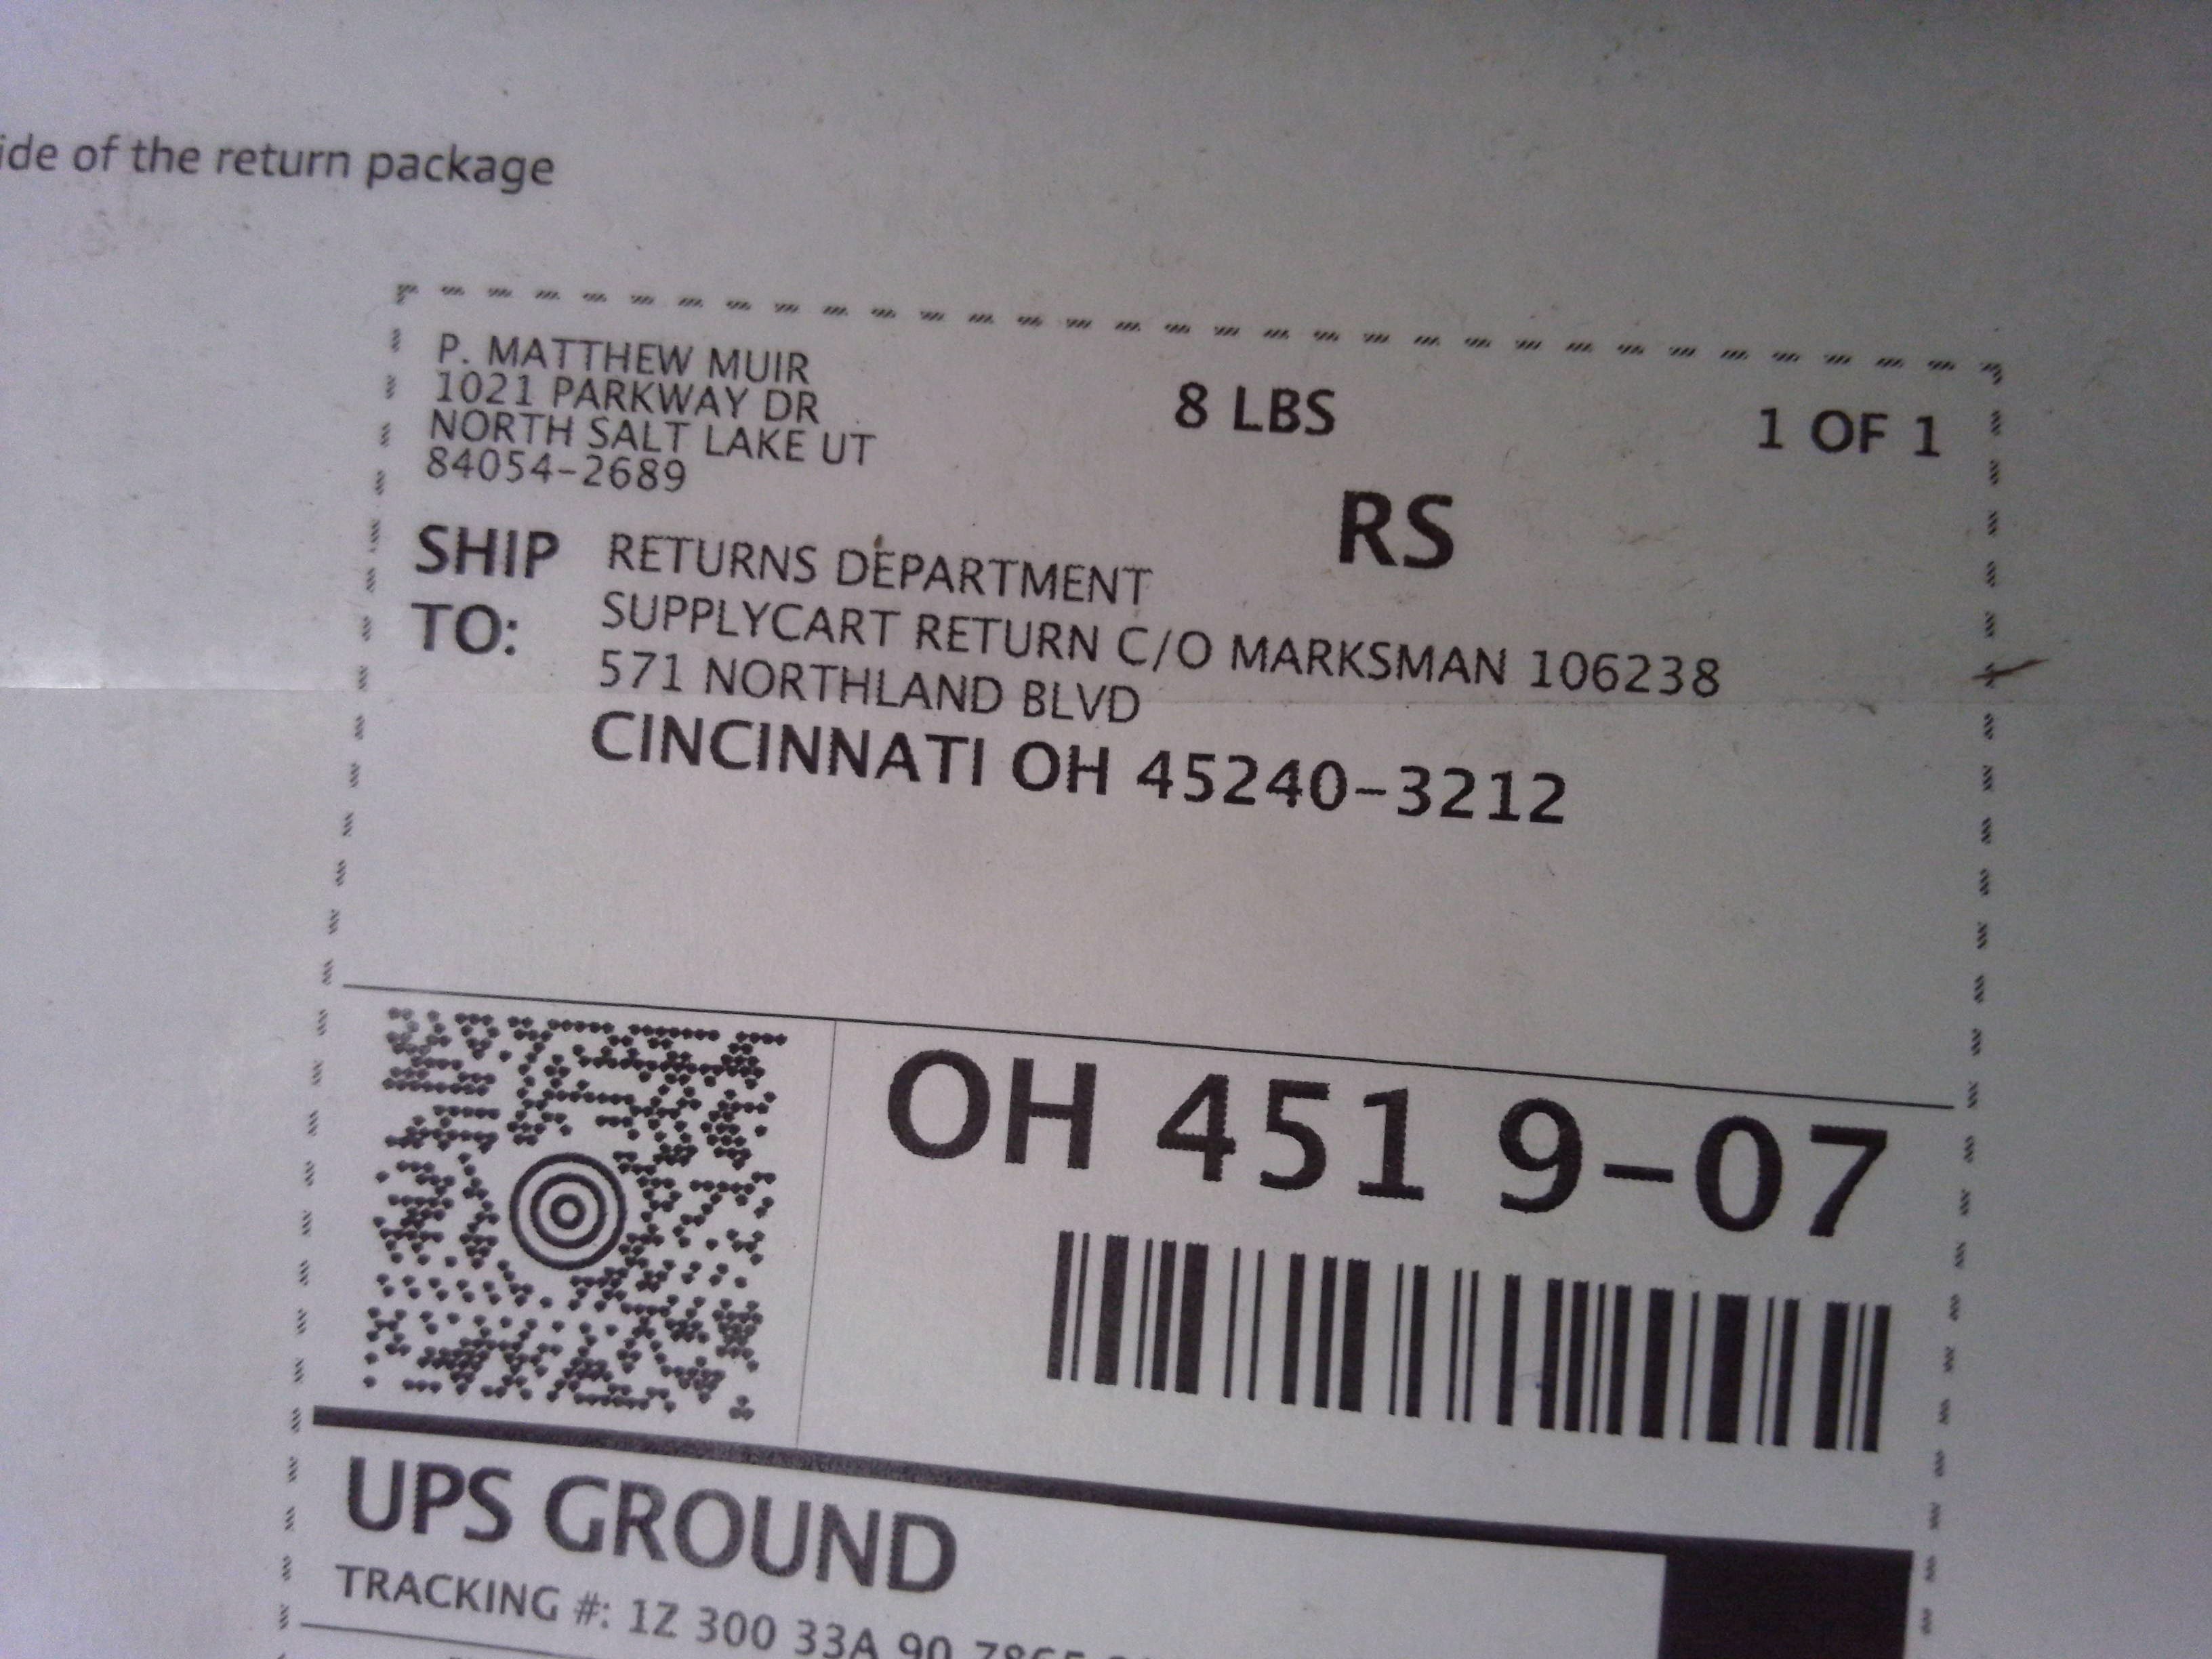 ide of the return package
P. MATTHEW MUIR
1021 PARKWAY DR
NORTH SALT LAKE UT
84054-2689
8 LBS
1 OF 1
RS
SHIP TO:
RETURNS DEPARTMENT
SUPPLYCART RETURN C/O MARKSMAN 106238
571 NORTHLAND BLVD
CINCINNATI OH 45240-3212
OH 451 9-07
UPS GROUND
TRACKING #: 1Z 300 33A 90